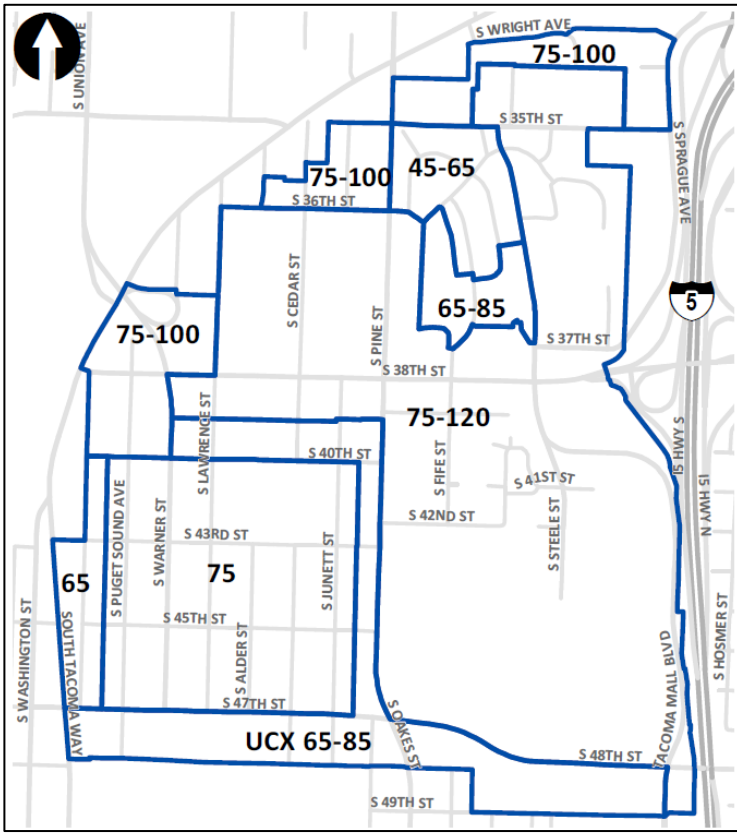 S WRIGHT AVE
S UNION AVE
75-100
S 35TH ST
S SPRAGUE AVE
75-100
45-65
S 36TH ST
S CEDAR ST
65-85
5
75-100
S PINE ST
S 37TH ST
S 38TH ST
75-120
S LAWRENCE ST
I5 HWY S
I5 HWY N
S 40TH ST
S FIFE ST
S 41ST ST
S PUGET SOUND AVE
S WARNER ST
S 42ND ST
S STEELE ST
S 43RD ST
S JUNETT ST
65
75
S WASHINGTON ST
SOUTH TACOMA WAY
S 45TH ST
S ALDER ST
S HOSMER ST
TACOMA MALL BLVD
S 47TH ST
S OAKES ST
UCX 65-85
S 48TH ST
S 49TH ST